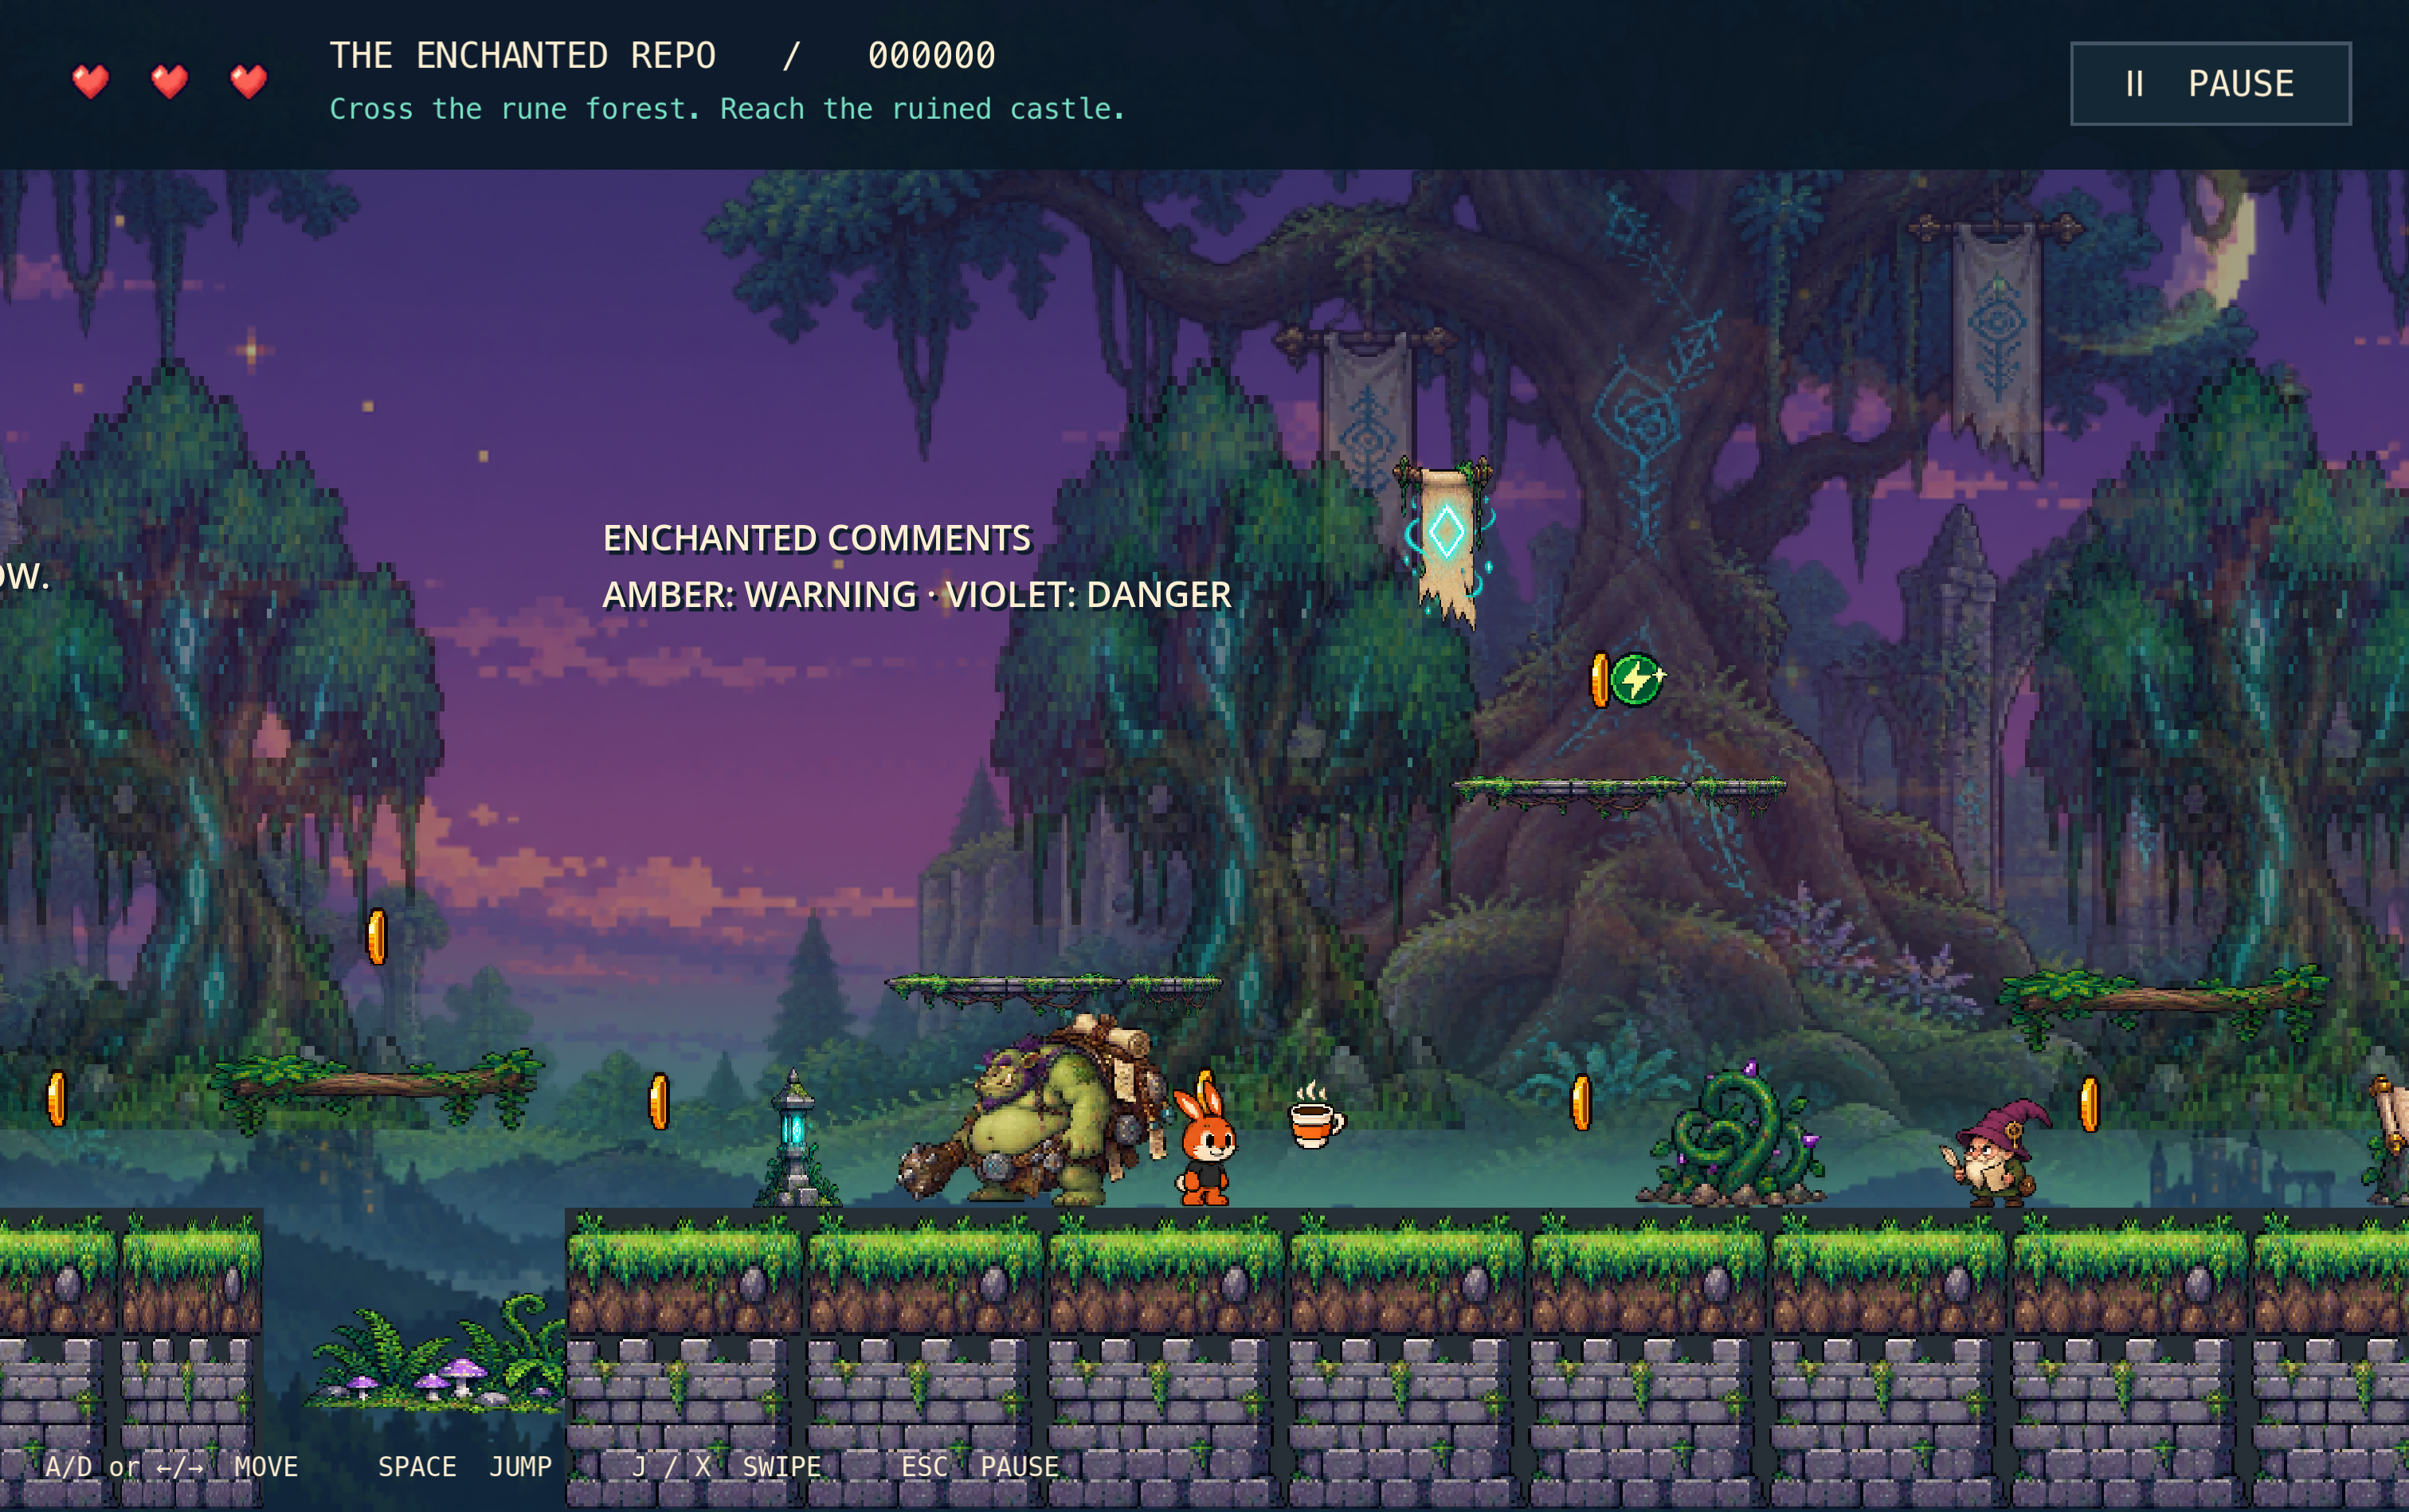 THE ENCHANTED REPO / 000000
Cross the rune forest. Reach the ruined castle.
II PAUSE
ENCHANTED COMMENTS
AMBER: WARNING · VIOLET: DANGER
OW.
A/D or ←/→ MOVE SPACE JUMP J / X SWIPE ESC PAUSE